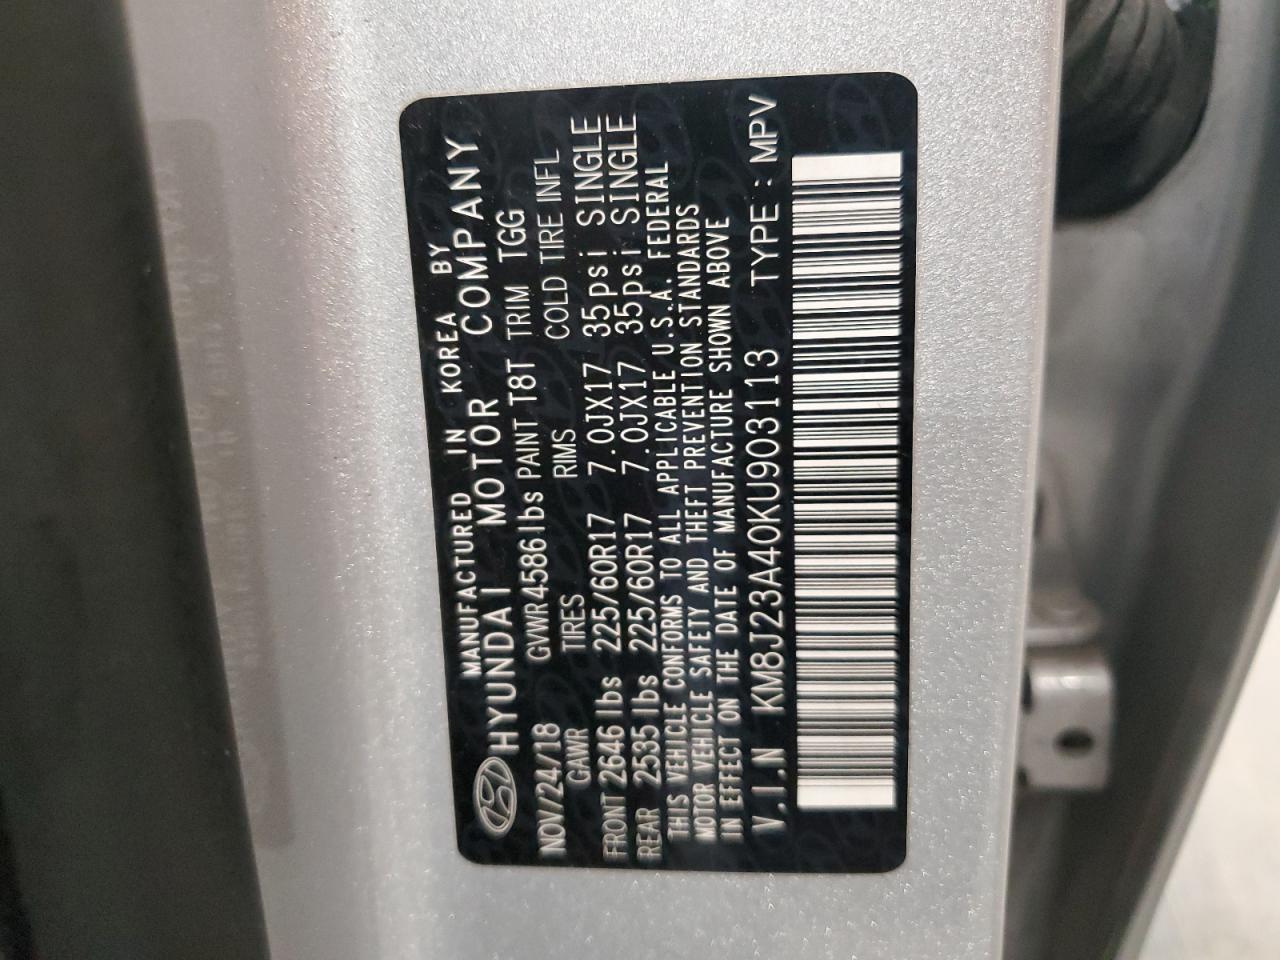 MANUFACTURED IN KOREA BY
HYUNDAI MOTOR COMPANY
NOV/24/18 GVWR 4586 lbs PAINT T8T TRIM TGG
GAWR TIRES RIMS COLD TIRE INFL
FRONT 2646 lbs 225/60R17 7.0JX17 35psi SINGLE
REAR 2535 lbs 225/60R17 7.0JX17 35psi SINGLE
THIS VEHICLE CONFORMS TO ALL APPLICABLE U.S.A. FEDERAL
MOTOR VEHICLE SAFETY AND THEFT PREVENTION STANDARDS
IN EFFECT ON THE DATE OF MANUFACTURE SHOWN ABOVE
V.I.N KM8J23A40KU903113 TYPE : MPV